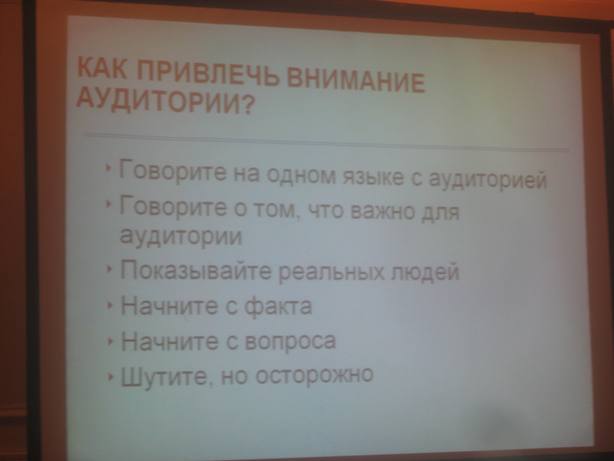 КАК ПРИВЛЕЧЬ ВНИМАНИЕ
АУДИТОРИИ?
Говорите на одном языке с аудиторией
Говорите о том, что важно для
аудитории
Показывайте реальных людей
Начните с факта
Начните с вопроса
Шутите, но осторожно